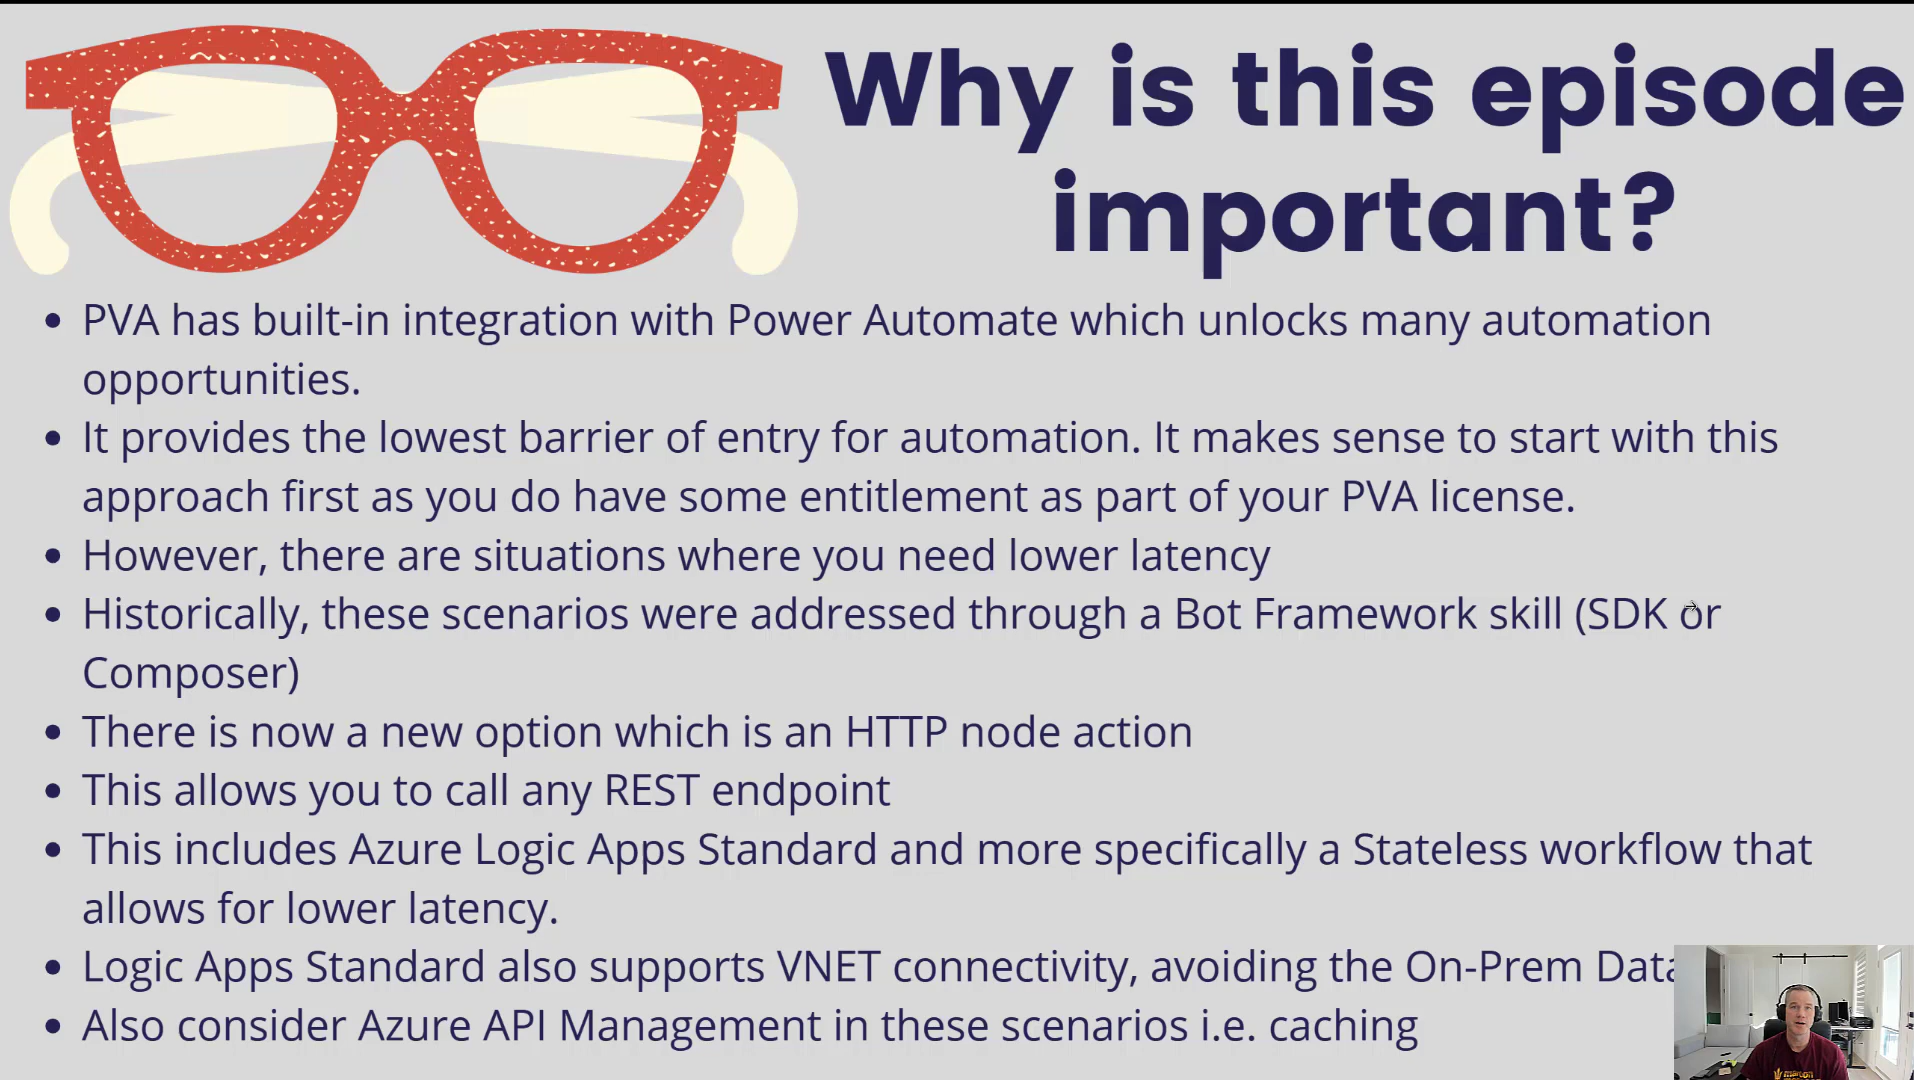 Why is this episode
important?
• PVA has built-in integration with Power Automate which unlocks many automation
opportunities.
• It provides the lowest barrier of entry for automation. It makes sense to start with this
approach first as you do have some entitlement as part of your PVA license.
• However, there are situations where you need lower latency
• Historically, these scenarios were addressed through a Bot Framework skill (SDK or
Composer)
• There is now a new option which is an HTTP node action
• This allows you to call any REST endpoint
• This includes Azure Logic Apps Standard and more specifically a Stateless workflow that
allows for lower latency.
• Logic Apps Standard also supports VNET connectivity, avoiding the On-Prem Data
• Also consider Azure API Management in these scenarios i.e. caching